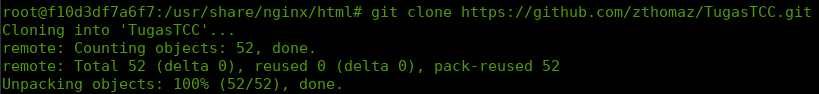 root@f10d3df7a6f7:/usr/share/nginx/html# git clone https://github.com/zthomaz/TugasTCC.git
Cloning into 'TugasTCC'...
remote: Counting objects: 52, done.
remote: Total 52 (delta 0), reused 0 (delta 0), pack-reused 52
Unpacking objects: 100% (52/52), done.